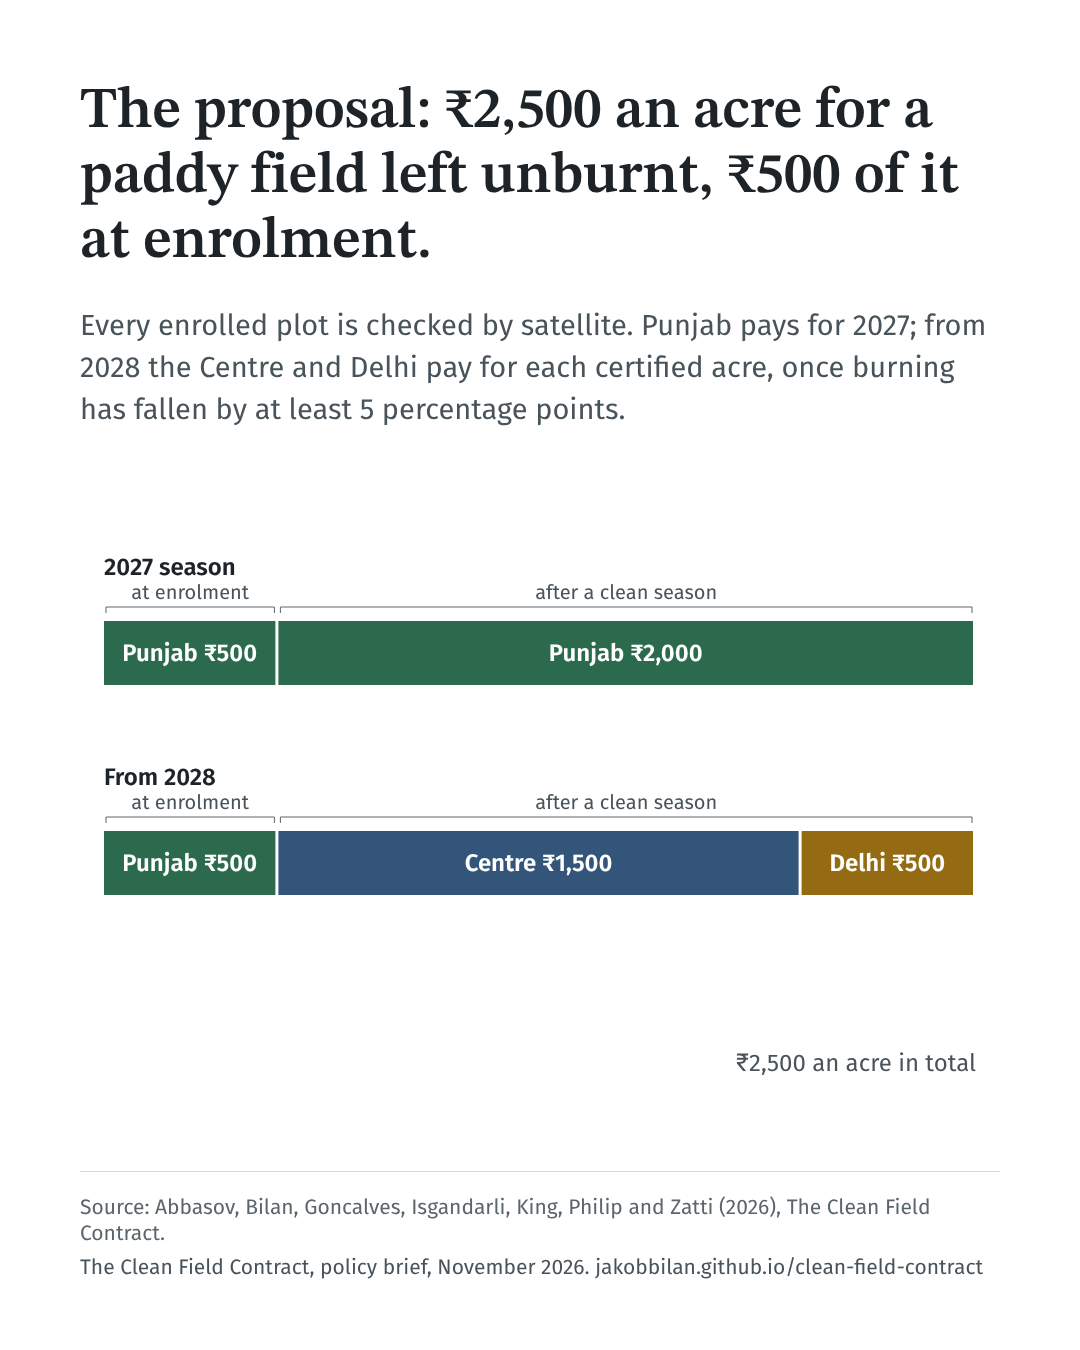 The proposal: ₹2,500 an acre for a
paddy field left unburnt, ₹500 of it
at enrolment.
Every enrolled plot is checked by satellite. Punjab pays for 2027; from
2028 the Centre and Delhi pay for each certified acre, once burning
has fallen by at least 5 percentage points.
2027 season
at enrolment
after a clean season
Punjab ₹500
Punjab ₹2,000
From 2028
at enrolment
after a clean season
Punjab ₹500
Centre ₹1,500
Delhi ₹500
₹2,500 an acre in total
Source: Abbasov, Bilan, Goncalves, Isgandarli, King, Philip and Zatti (2026), The Clean Field
Contract.
The Clean Field Contract, policy brief, November 2026. jakobbilan.github.io/clean-field-contract